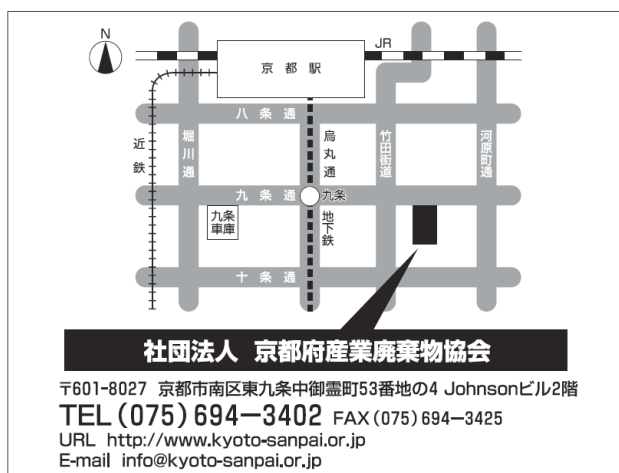 N
JR
京都駅
八条通
近鉄
堀川通
烏丸通
竹田街道
河原町通
九条通
九条
九条
車庫
地下鉄
十条通
社団法人 京都府産業廃棄物協会
〒601-8027 京都市南区東九条中御霊町53番地の4 Johnsonビル2階
TEL(075)694―3402 FAX(075)694―3425
URL http://www.kyoto-sanpai.or.jp
E-mail info@kyoto-sanpai.or.jp